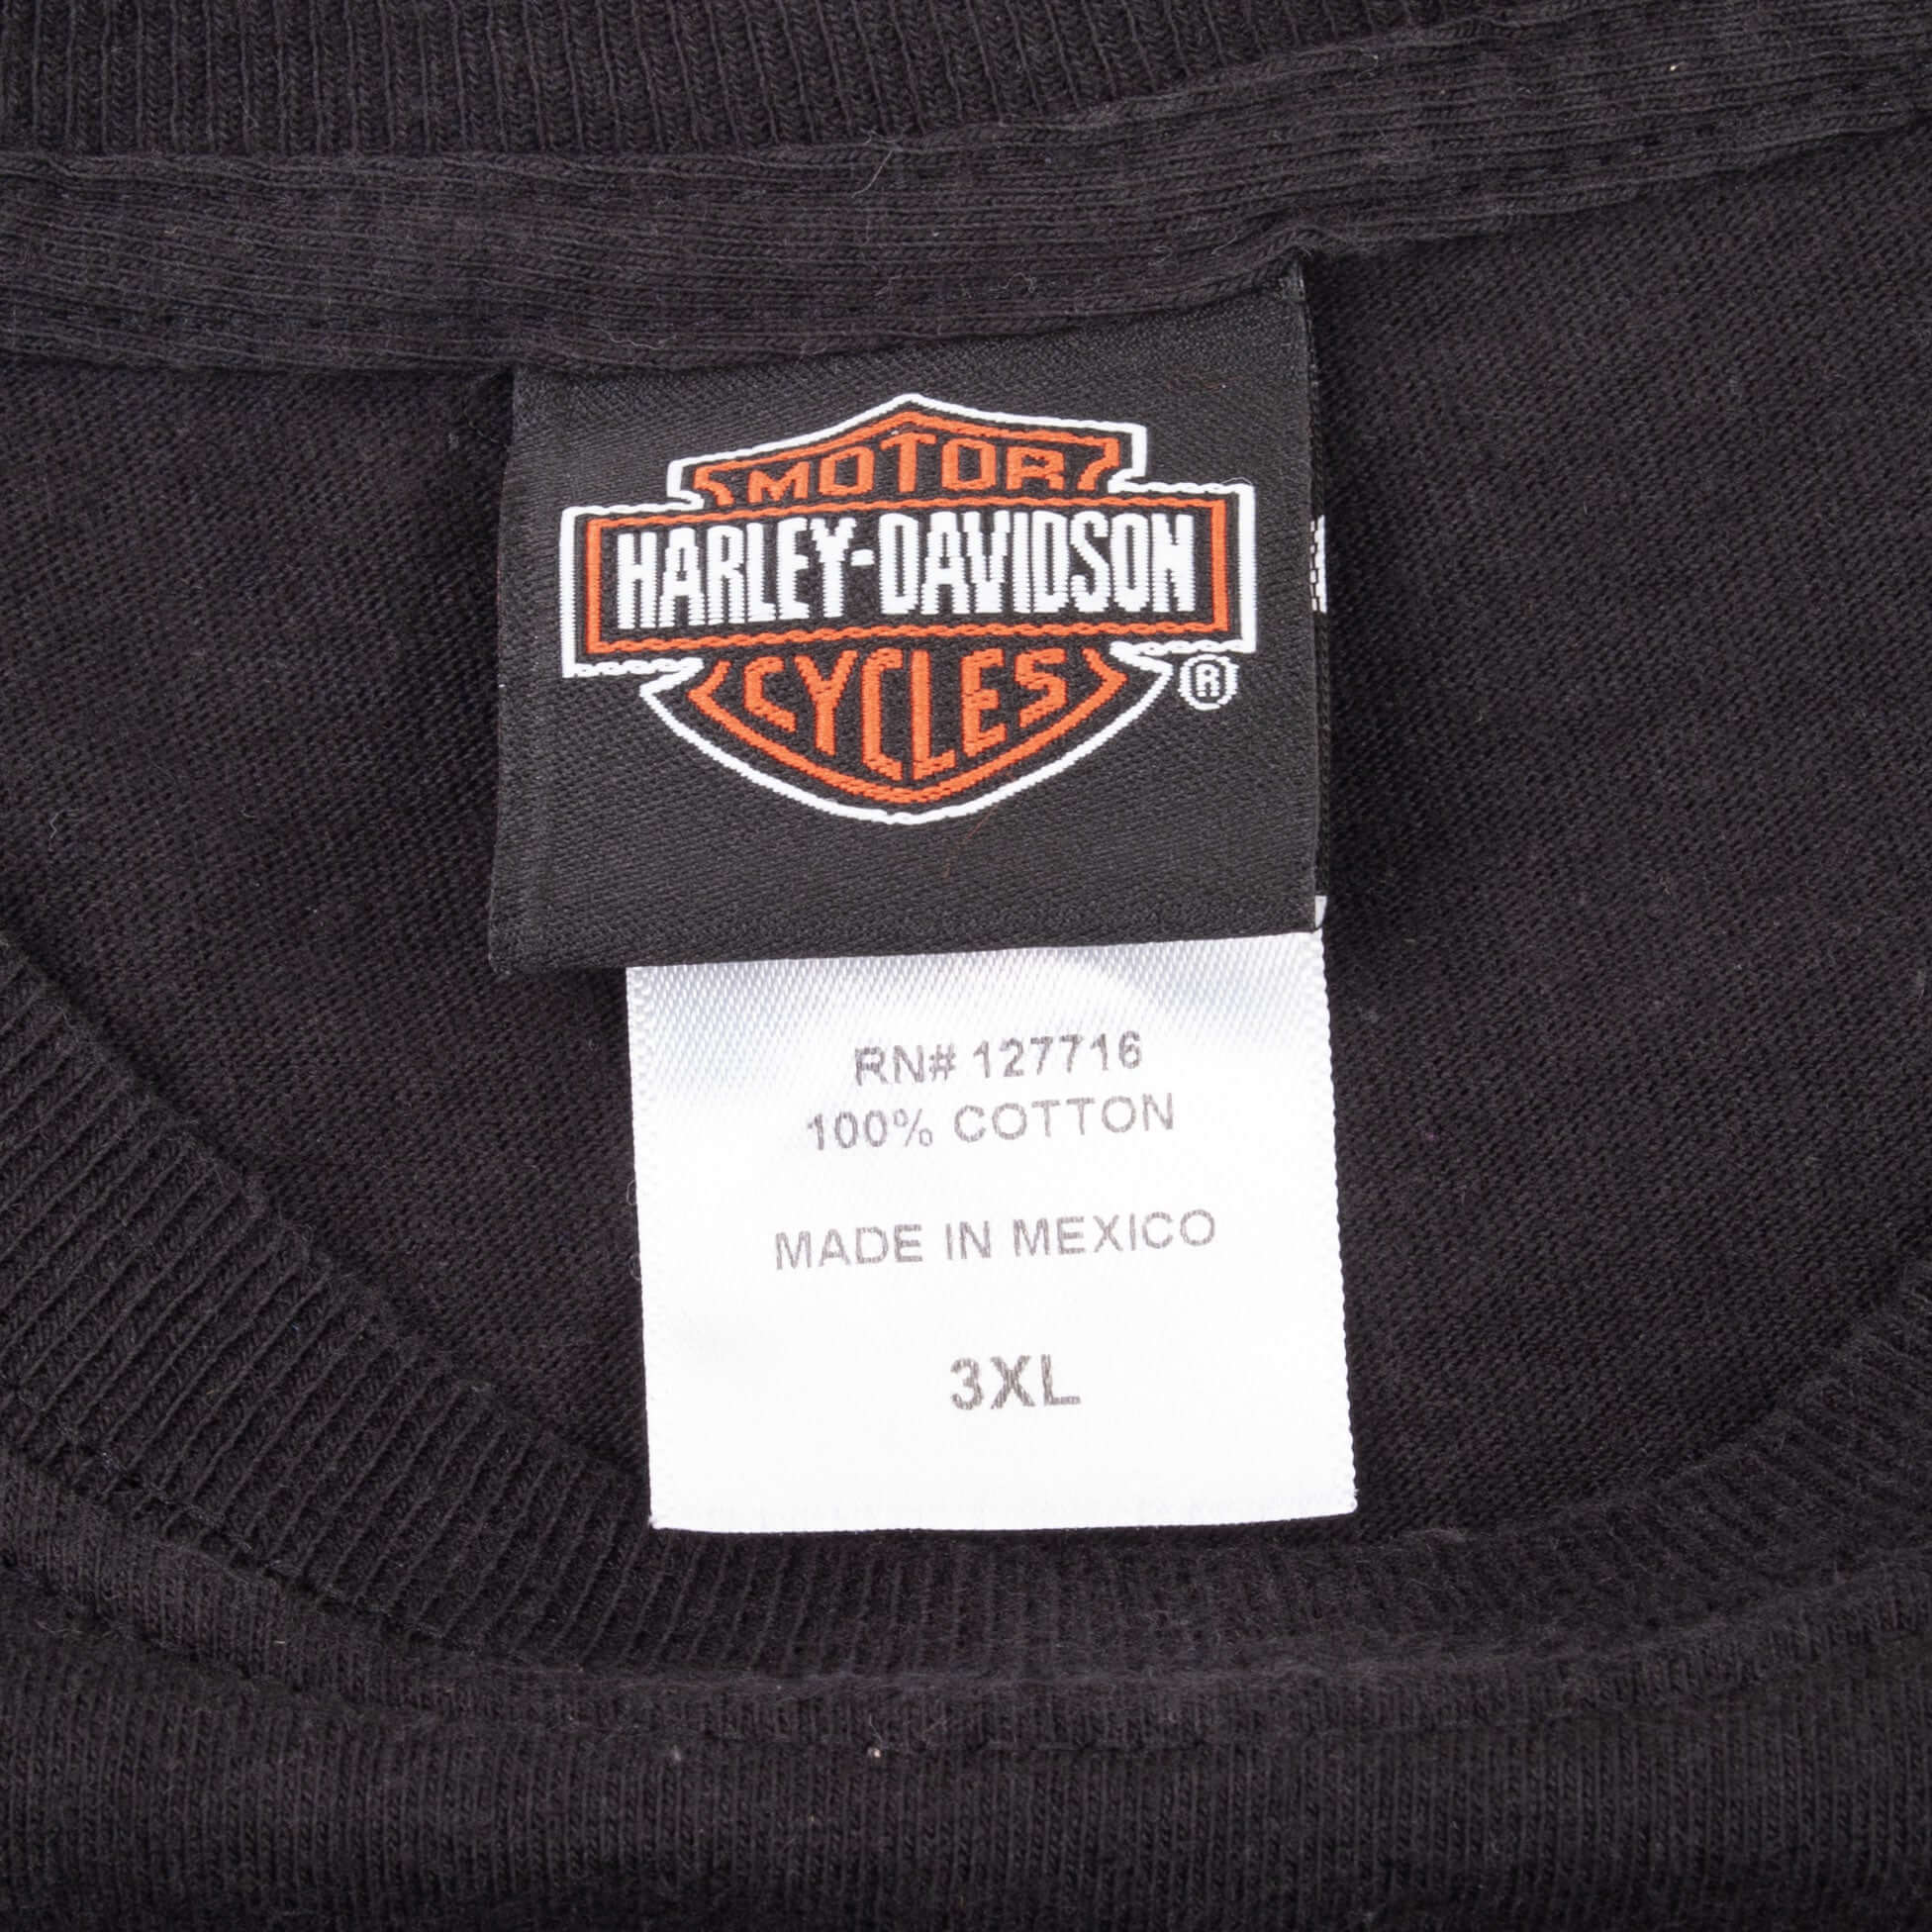 MOTOR
HARLEY-DAVIDSON
CYCLES
®
RN# 127716
100% COTTON
MADE IN MEXICO
3XL